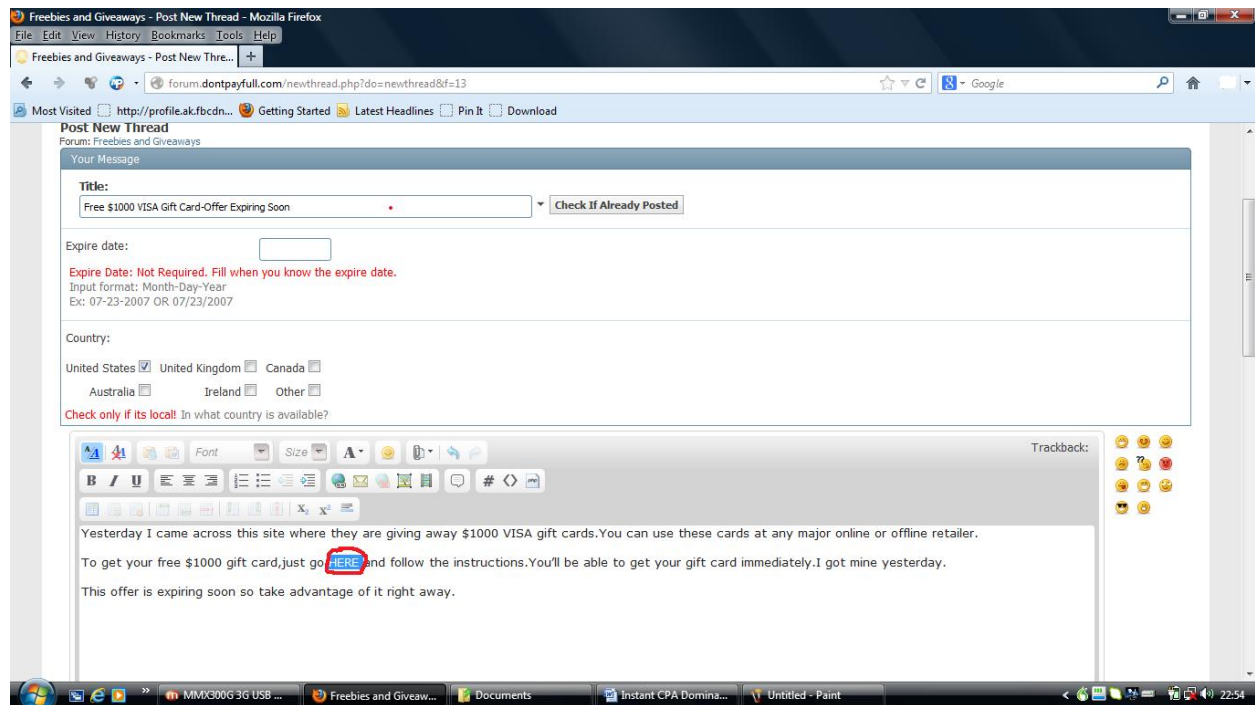 Freebies and Giveaways - Post New Thread - Mozilla Firefox
File Edit View History Bookmarks Tools Help
Freebies and Giveaways - Post New Thre... +
forum.dontpayfull.com/newthread.php?do=newthread&f=13 Google
Most Visited http://profile.ak.fbcdn... Getting Started Latest Headlines Pin It Download
Post New Thread
Forum: Freebies and Giveaways
Your Message
Title:
Free $1000 VISA Gift Card-Offer Expiring Soon Check If Already Posted
Expire date:
Expire Date: Not Required. Fill when you know the expire date.
Input format: Month-Day-Year
Ex: 07-23-2007 OR 07/23/2007
Country:
United States United Kingdom Canada
Australia Ireland Other
Check only if its local! In what country is available?
Font Size A Trackback:
B I U # <>
X₂ X²
Yesterday I came across this site where they are giving away $1000 VISA gift cards.You can use these cards at any major online or offline retailer.
To get your free $1000 gift card,just go HERE and follow the instructions.You'll be able to get your gift card immediately.I got mine yesterday.
This offer is expiring soon so take advantage of it right away.
MMX300G 3G USB ... Freebies and Giveaw... Documents Instant CPA Domina... Untitled - Paint 22:54